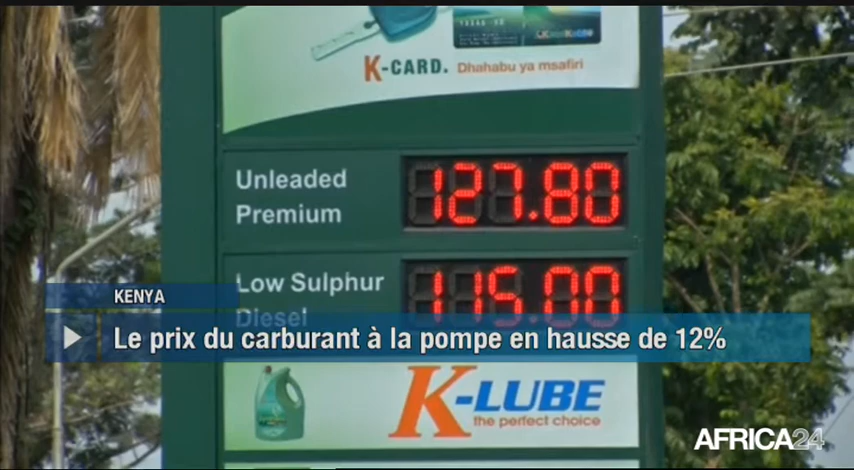 K-CARD. Dhahabu ya msafiri
Unleaded
Premium
127.80
Low Sulphur
Diesel
115.00
KENYA
Le prix du carburant à la pompe en hausse de 12%
K-LUBE
the perfect choice
AFRICA24